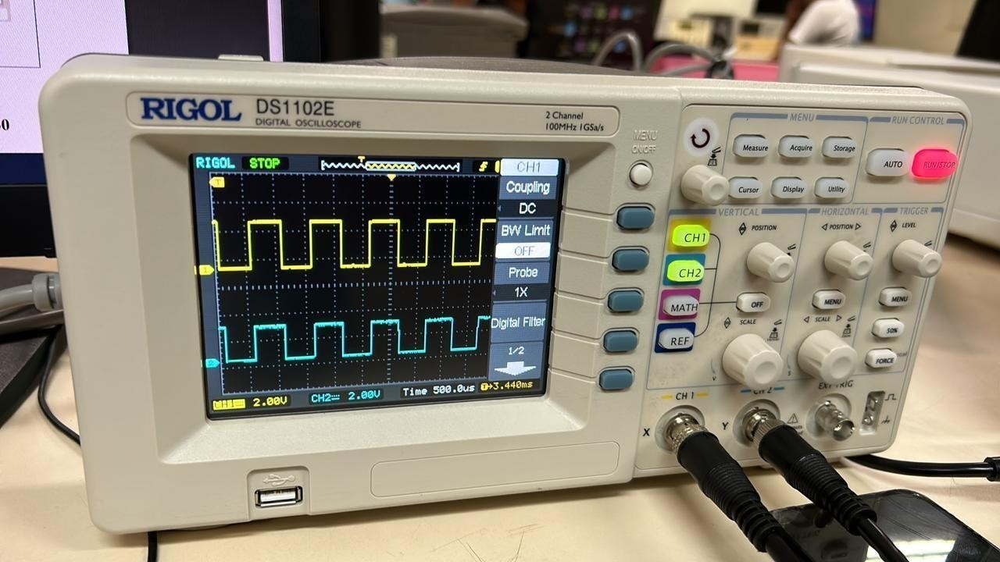 RIGOL DS1102E
DIGITAL OSCILLOSCOPE
2 Channel
100MHz 1GSa/s
MENU
ON/OFF
RIGOL STOP
T
CH1
Coupling
DC
BW Limit
OFF
Probe
1X
Digital Filter
1/2
T
1
2
2.00V CH2 2.00V Time 500.0us T→3.440ms
MENU
Measure Acquire Storage
Cursor Display Utility
RUN CONTROL
AUTO RUN/STOP
VERTICAL
POSITION
HORIZONTAL
POSITION
TRIGGER
LEVEL
CH1
CH2
MATH
REF
OFF
SCALE
MENU
SCALE
MENU
50%
FORCE
CH 1
CH 2
EXT TRIG
X
Y
0